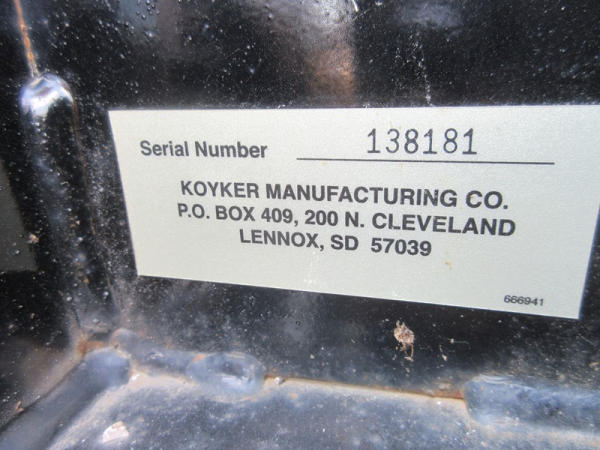 Serial Number 138181
KOYKER MANUFACTURING CO.
P.O. BOX 409, 200 N. CLEVELAND
LENNOX, SD 57039
666941